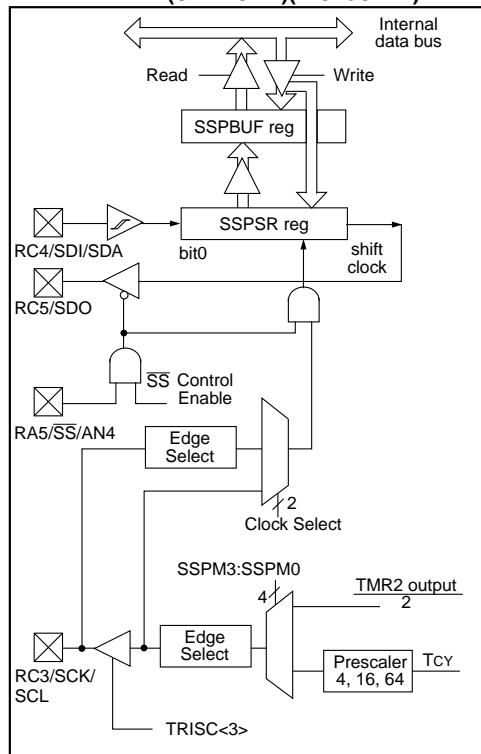 Internal
data bus
Read
Write
SSPBUF reg
SSPSR reg
RC4/SDI/SDA
bit0
shift
clock
RC5/SDO
SS Control
Enable
RA5/SS/AN4
Edge
Select
2
Clock Select
SSPM3:SSPM0
TMR2 output
4
2
Edge
Select
Prescaler
4, 16, 64
TCY
RC3/SCK/
SCL
TRISC<3>